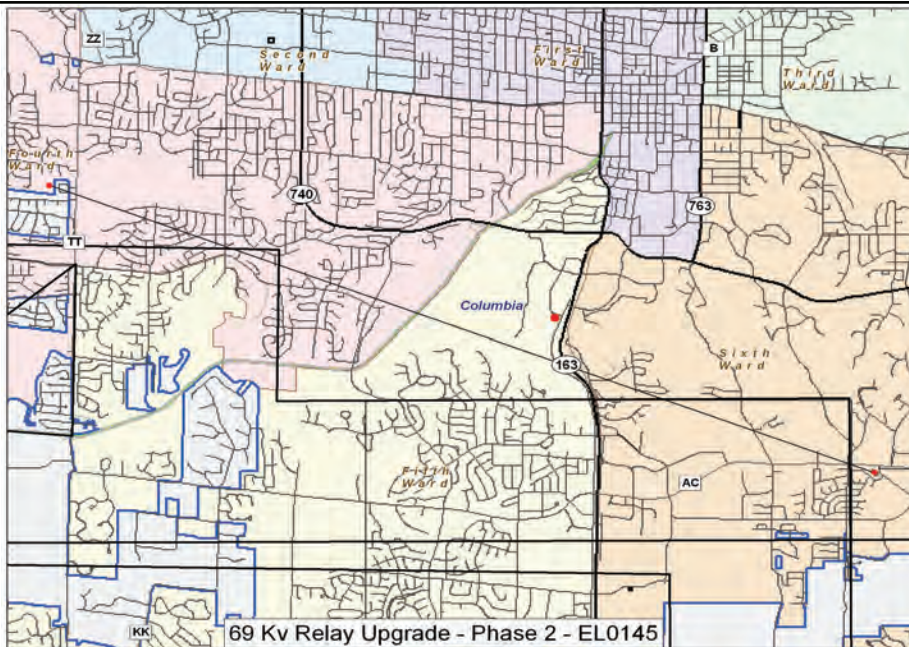 ZZ
B
Second
Ward
First
Ward
Third
Ward
Fourth
Ward
740
763
TT
Columbia
Sixth
Ward
163
Fifth
Ward
AC
KK
69 Kv Relay Upgrade - Phase 2 - EL0145